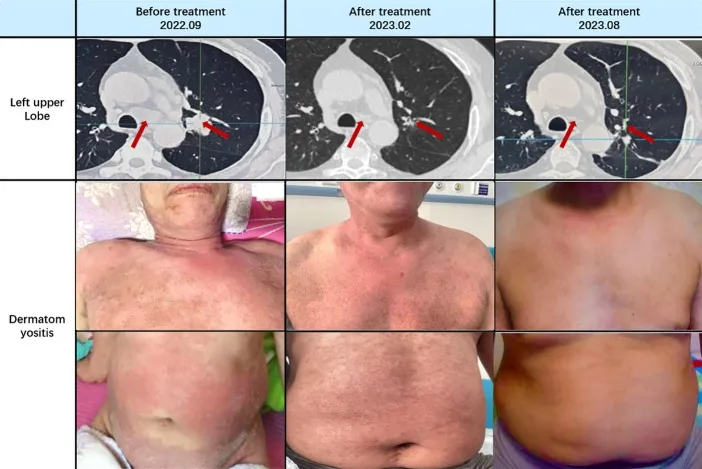 Before treatment
2022.09
After treatment
2023.02
After treatment
2023.08
Left upper
Lobe
Dermatom
yositis